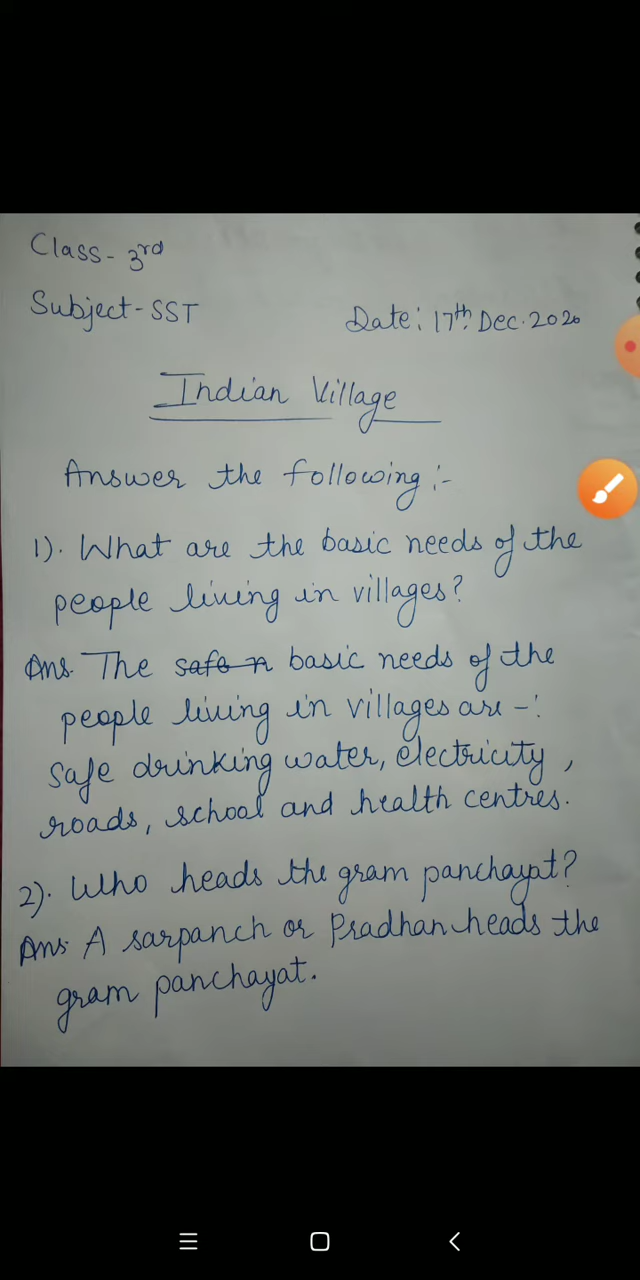 Class- 3rd
Subject- SST
Date: 17th. Dec. 2020
Indian Village
Answer the following :-
1). What are the basic needs of the
people living in villages?
Ans. The safe n basic needs of the
people living in villages are -:
Safe drinking water, electricity,
roads, school and health centres.
2). Who heads the gram panchayat?
Ans. A sarpanch or Pradhan heads the
gram panchayat.